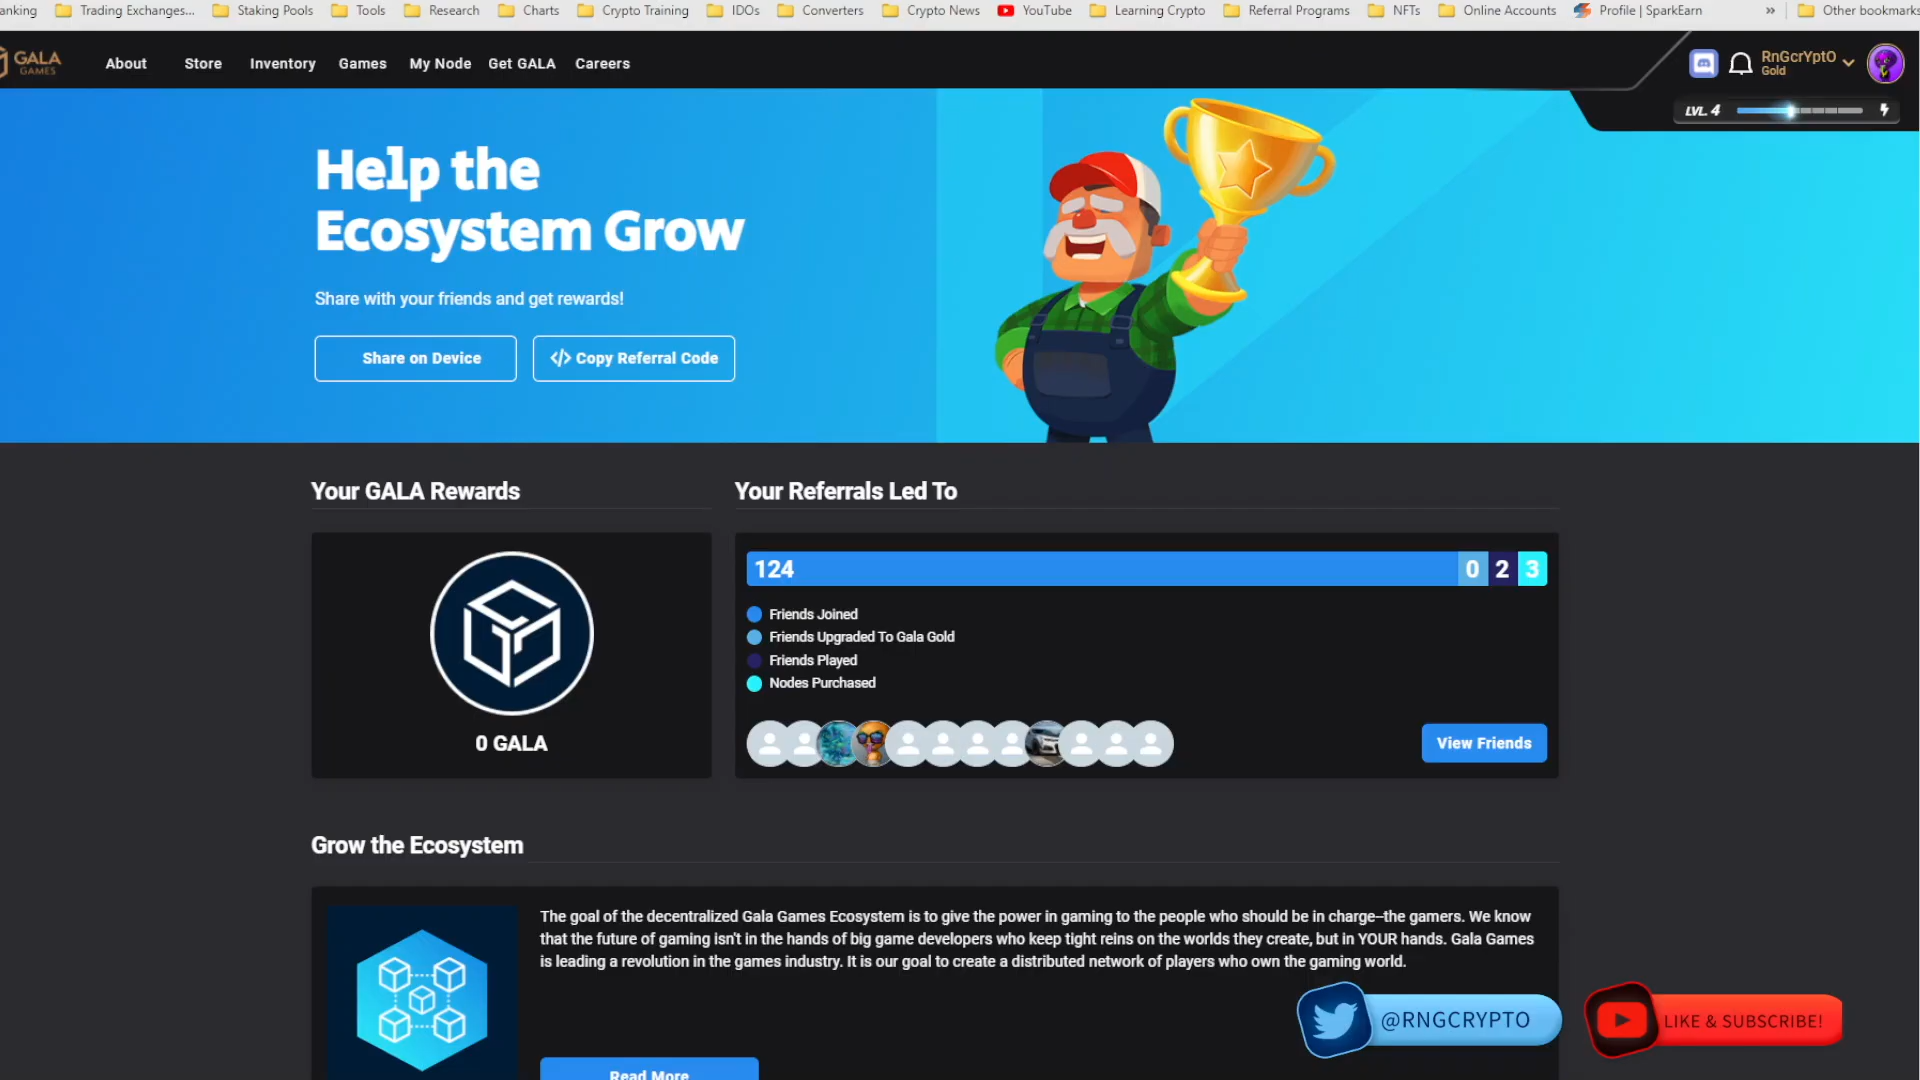 anking Trading Exchanges... Staking Pools Tools Research Charts Crypto Training IDOs Converters Crypto News YouTube Learning Crypto Referral Programs NFTs Online Accounts Profile | SparkEarn » Other bookmarks
GALA GAMES About Store Inventory Games My Node Get GALA Careers RnGcrYptO Gold
LVL. 4
Help the
Ecosystem Grow
Share with your friends and get rewards!
Share on Device </> Copy Referral Code
Your GALA Rewards Your Referrals Led To
124 0 2 3
Friends Joined
Friends Upgraded To Gala Gold
Friends Played
Nodes Purchased
0 GALA View Friends
Grow the Ecosystem
The goal of the decentralized Gala Games Ecosystem is to give the power in gaming to the people who should be in charge–the gamers. We know
that the future of gaming isn't in the hands of big game developers who keep tight reins on the worlds they create, but in YOUR hands. Gala Games
is leading a revolution in the games industry. It is our goal to create a distributed network of players who own the gaming world.
@RNGCRYPTO LIKE & SUBSCRIBE!
Read More